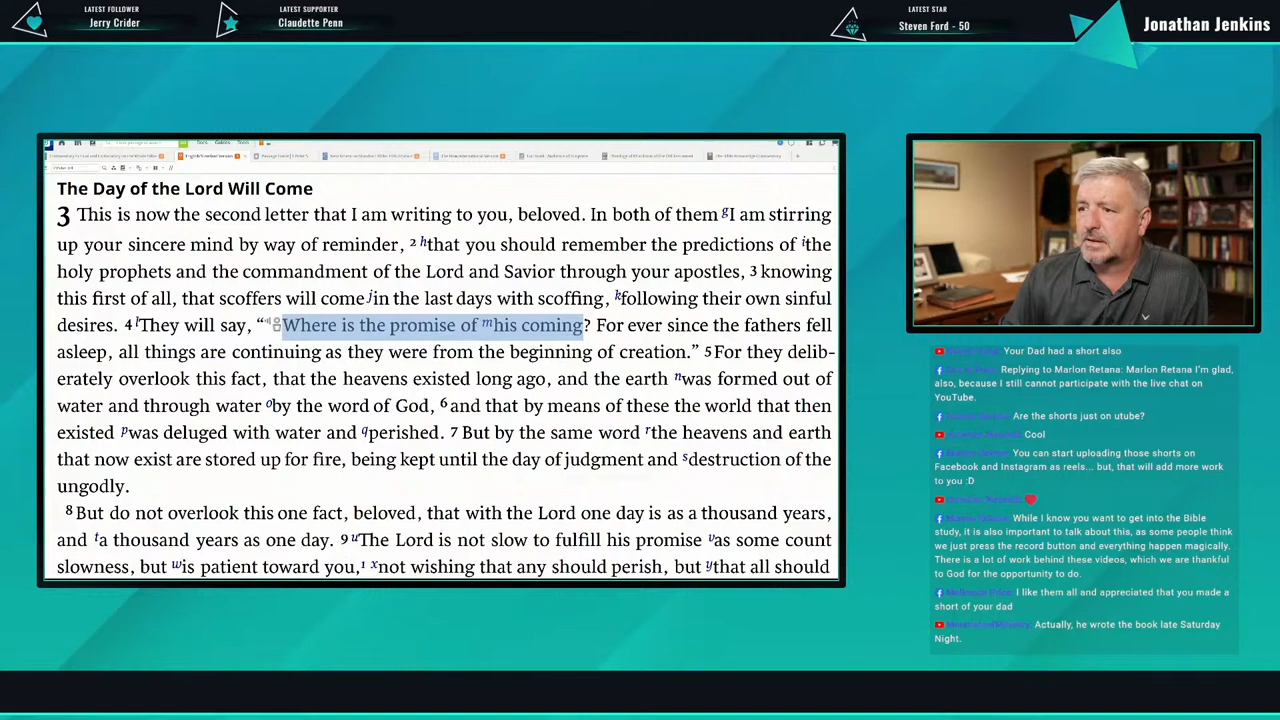 LATEST FOLLOWER
Jerry Crider
LATEST SUPPORTER
Claudette Penn
LATEST STAR
Steven Ford - 50
Jonathan Jenkins
The Day of the Lord Will Come
3 This is now the second letter that I am writing to you, beloved. In both of them gI am stirring
up your sincere mind by way of reminder, 2 hthat you should remember the predictions of ithe
holy prophets and the commandment of the Lord and Savior through your apostles, 3 knowing
this first of all, that scoffers will come jin the last days with scoffing, kfollowing their own sinful
desires. 4 lThey will say, “Where is the promise of mhis coming? For ever since the fathers fell
asleep, all things are continuing as they were from the beginning of creation.” 5 For they delib-
erately overlook this fact, that the heavens existed long ago, and the earth nwas formed out of
water and through water oby the word of God, 6 and that by means of these the world that then
existed pwas deluged with water and qperished. 7 But by the same word rthe heavens and earth
that now exist are stored up for fire, being kept until the day of judgment and sdestruction of the
ungodly.
8 But do not overlook this one fact, beloved, that with the Lord one day is as a thousand years,
and ta thousand years as one day. 9 uThe Lord is not slow to fulfill his promise vas some count
slowness, but wis patient toward you,1 xnot wishing that any should perish, but ythat all should
Your Dad had a short also
Replying to Marlon Retana: Marlon Retana I'm glad,
also, because I still cannot participate with the live chat on
YouTube.
Are the shorts just on utube?
Cool
You can start uploading those shorts on
Facebook and Instagram as reels... but, that will add more work
to you :D
While I know you want to get into the Bible
study, it is also important to talk about this, as some people think
we just press the record button and everything happen magically.
There is a lot of work behind these videos, which we are thankful
to God for the opportunity to do.
I like them all and appreciated that you made a
short of your dad
Actually, he wrote the book late Saturday
Night.